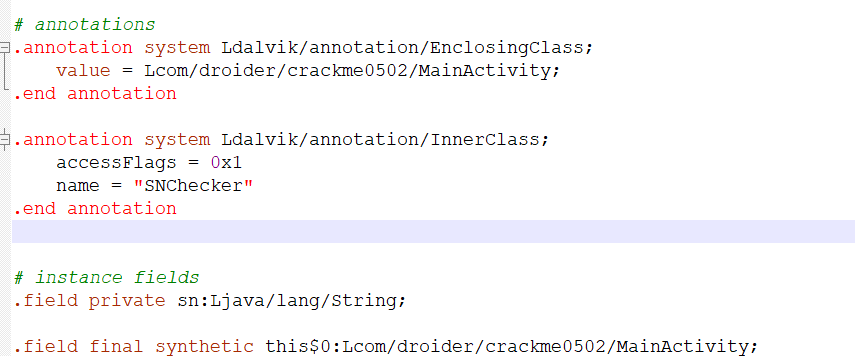 # annotations
.annotation system Ldalvik/annotation/EnclosingClass;
    value = Lcom/droider/crackme0502/MainActivity;
.end annotation
.annotation system Ldalvik/annotation/InnerClass;
    accessFlags = 0x1
    name = "SNChecker"
.end annotation
# instance fields
.field private sn:Ljava/lang/String;
.field final synthetic this$0:Lcom/droider/crackme0502/MainActivity;